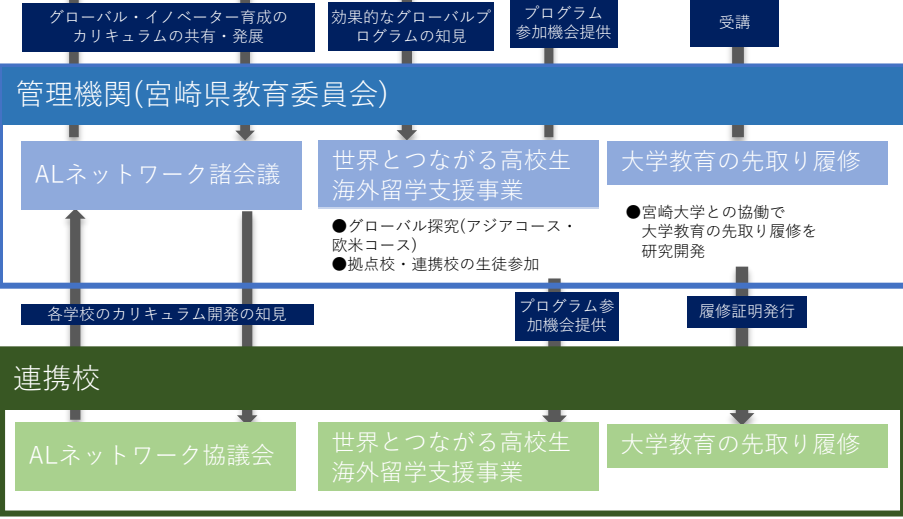 グローバル・イノベーター育成の
カリキュラムの共有・発展
効果的なグローバルプ
ログラムの知見
プログラム
参加機会提供
受講
管理機関(宮崎県教育委員会)
ALネットワーク諸会議
世界とつながる高校生
海外留学支援事業
大学教育の先取り履修
●グローバル探究(アジアコース・
欧米コース)
●拠点校・連携校の生徒参加
●宮崎大学との協働で
大学教育の先取り履修を
研究開発
各学校のカリキュラム開発の知見
プログラム参
加機会提供
履修証明発行
連携校
ALネットワーク協議会
世界とつながる高校生
海外留学支援事業
大学教育の先取り履修